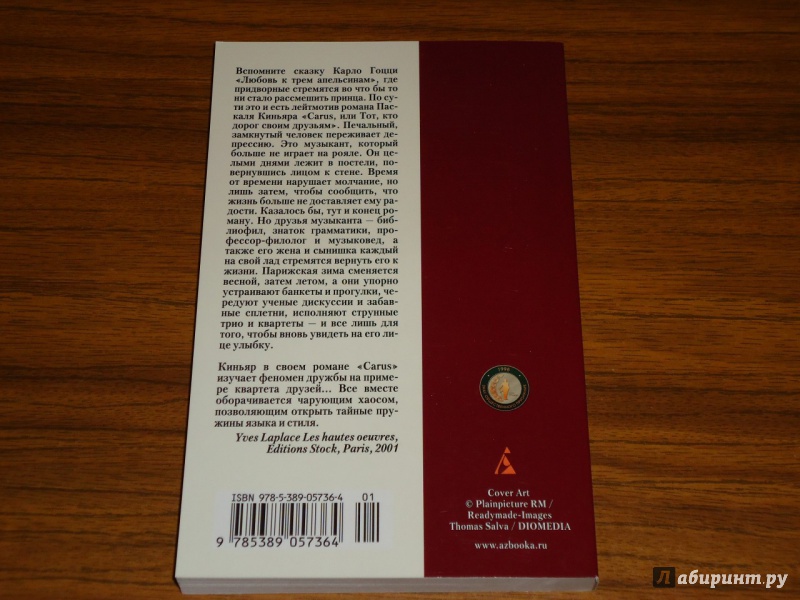 Вспомните сказку Карло Гоцци
«Любовь к трем апельсинам», где
придворные стремятся во что бы то
ни стало рассмешить принца. По су-
ти это и есть лейтмотив романа Пас-
каля Киньяра «Carus, или Тот, кто
дорог своим друзьям». Печальный,
замкнутый человек переживает де-
прессию. Это музыкант, который
больше не играет на рояле. Он це-
лыми днями лежит в постели, по-
вернувшись лицом к стене. Время
от времени нарушает молчание, но
лишь затем, чтобы сообщить, что
жизнь больше не доставляет ему ра-
дости. Казалось бы, тут и конец ро-
ману. Но друзья музыканта — биб-
лиофил, знаток грамматики, про-
фессор-филолог и музыковед, а
также его жена и сынишка каждый
на свой лад стремятся вернуть его к
жизни. Парижская зима сменяется
весной, затем летом, а они упорно
устраивают банкеты и прогулки, че-
редуют ученые дискуссии и забав-
ные сплетни, исполняют струнные
трио и квартеты — и все лишь для
того, чтобы вновь увидеть на его ли-
це улыбку.
Киньяр в своем романе «Carus»
изучает феномен дружбы на приме-
ре квартета друзей... Все вместе
оборачивается чарующим хаосом,
позволяющим открыть тайные пру-
жины языка и стиля.
Yves Laplace Les hautes oeuvres,
Editions Stock, Paris, 2001
ISBN 978-5-389-05736-4 01
9 785389 057364
1995
Cover Art
© Plainpicture RM /
Readymade-Images
Thomas Salva / DIOMEDIA
www.azbooka.ru
Лабиринт.ру